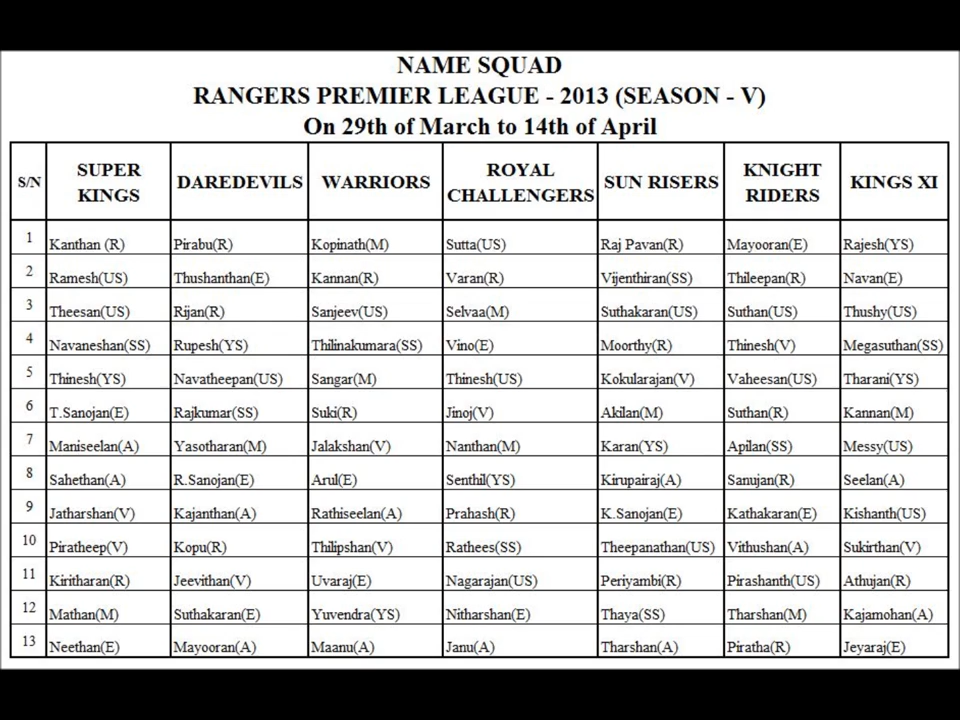 NAME SQUAD
RANGERS PREMIER LEAGUE - 2013 (SEASON - V)
On 29th of March to 14th of April
S/N SUPER KINGS DAREDEVILS WARRIORS ROYAL CHALLENGERS SUN RISERS KNIGHT RIDERS KINGS XI
1 Kanthan (R) Pirabu(R) Kopinath(M) Sutta(US) Raj Pavan(R) Mayooran(E) Rajesh(YS)
2 Ramesh(US) Thushanthan(E) Kannan(R) Varan(R) Vijenthiran(SS) Thileepan(R) Navan(E)
3 Theesan(US) Rijan(R) Sanjeev(US) Selvaa(M) Suthakaran(US) Suthan(US) Thushy(US)
4 Navaneshan(SS) Rupesh(YS) Thilinakumara(SS) Vino(E) Moorthy(R) Thinesh(V) Megasuthan(SS)
5 Thinesh(YS) Navatheepan(US) Sangar(M) Thinesh(US) Kokularajan(V) Vaheesan(US) Tharani(YS)
6 T.Sanojan(E) Rajkumar(SS) Suki(R) Jinoj(V) Akilan(M) Suthan(R) Kannan(M)
7 Maniseelan(A) Yasotharan(M) Jalakshan(V) Nanthan(M) Karan(YS) Apilan(SS) Messy(US)
8 Sahethan(A) R.Sanojan(E) Arul(E) Senthil(YS) Kirupairaj(A) Sanujan(R) Seelan(A)
9 Jatharshan(V) Kajanthan(A) Rathiseelan(A) Prahash(R) K.Sanojan(E) Kathakaran(E) Kishanth(US)
10 Piratheep(V) Kopu(R) Thilipshan(V) Rathees(SS) Theepanathan(US) Vithushan(A) Sukirthan(V)
11 Kiritharan(R) Jeevithan(V) Uvaraj(E) Nagarajan(US) Periyambi(R) Pirashanth(US) Athujan(R)
12 Mathan(M) Suthakaran(E) Yuvendra(YS) Nitharshan(E) Thaya(SS) Tharshan(M) Kajamohan(A)
13 Neethan(E) Mayooran(A) Maanu(A) Janu(A) Tharshan(A) Piratha(R) Jeyaraj(E)